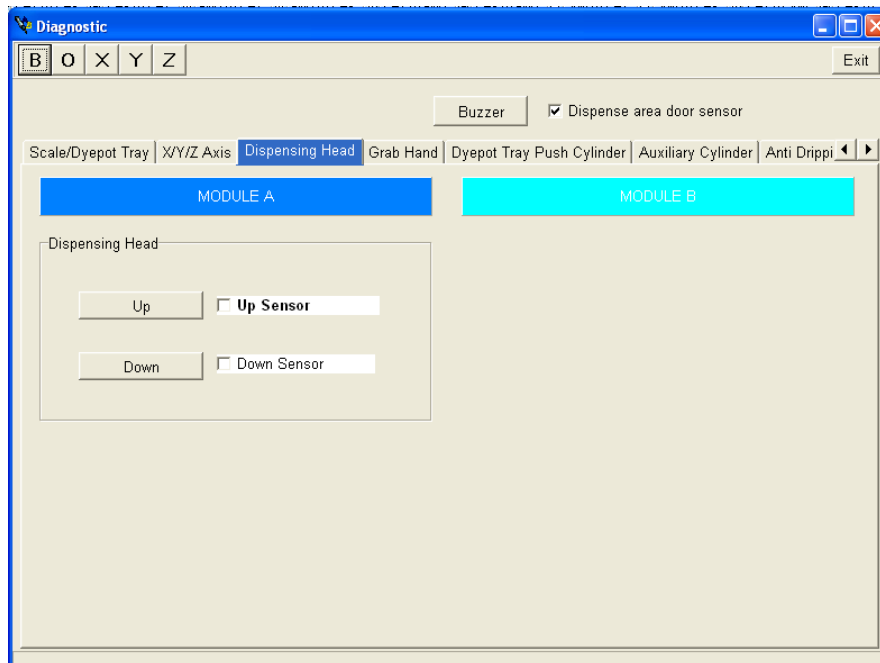 Diagnostic
B O X Y Z Exit
Buzzer Dispense area door sensor
Scale/Dyepot Tray X/Y/Z Axis Dispensing Head Grab Hand Dyepot Tray Push Cylinder Auxiliary Cylinder Anti Drippi
MODULE A MODULE B
Dispensing Head
Up Up Sensor
Down Down Sensor